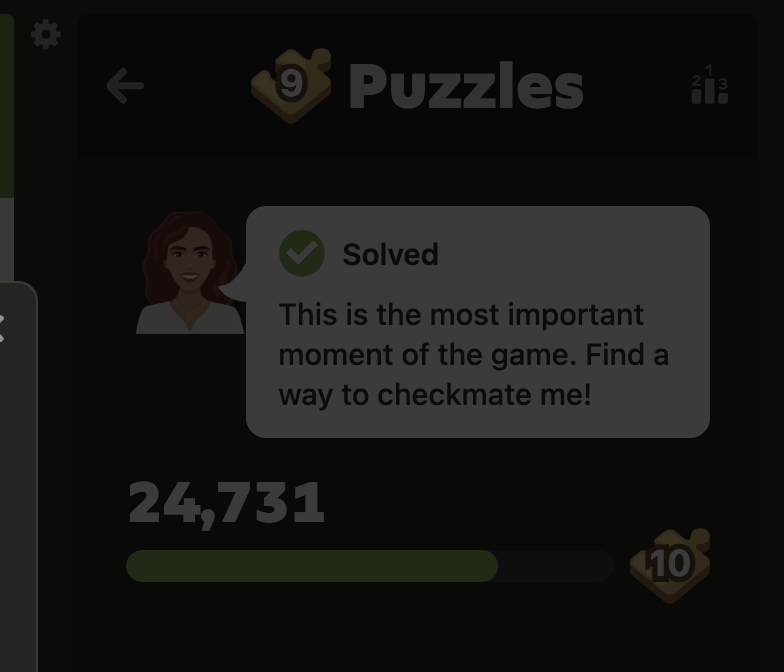 9 Puzzles
2 1 3
Solved
This is the most important
moment of the game. Find a
way to checkmate me!
24,731
10